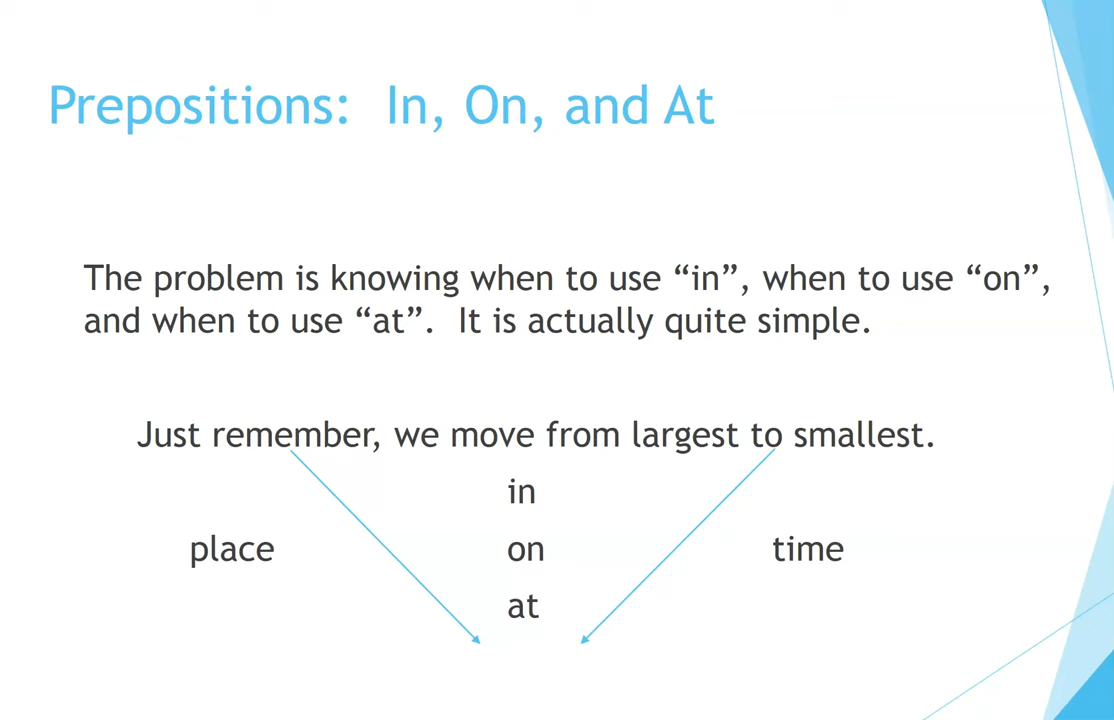 Prepositions:  In, On, and At
The problem is knowing when to use “in”, when to use “on”,
and when to use “at”.  It is actually quite simple.
Just remember, we move from largest to smallest.
in
place on time
at